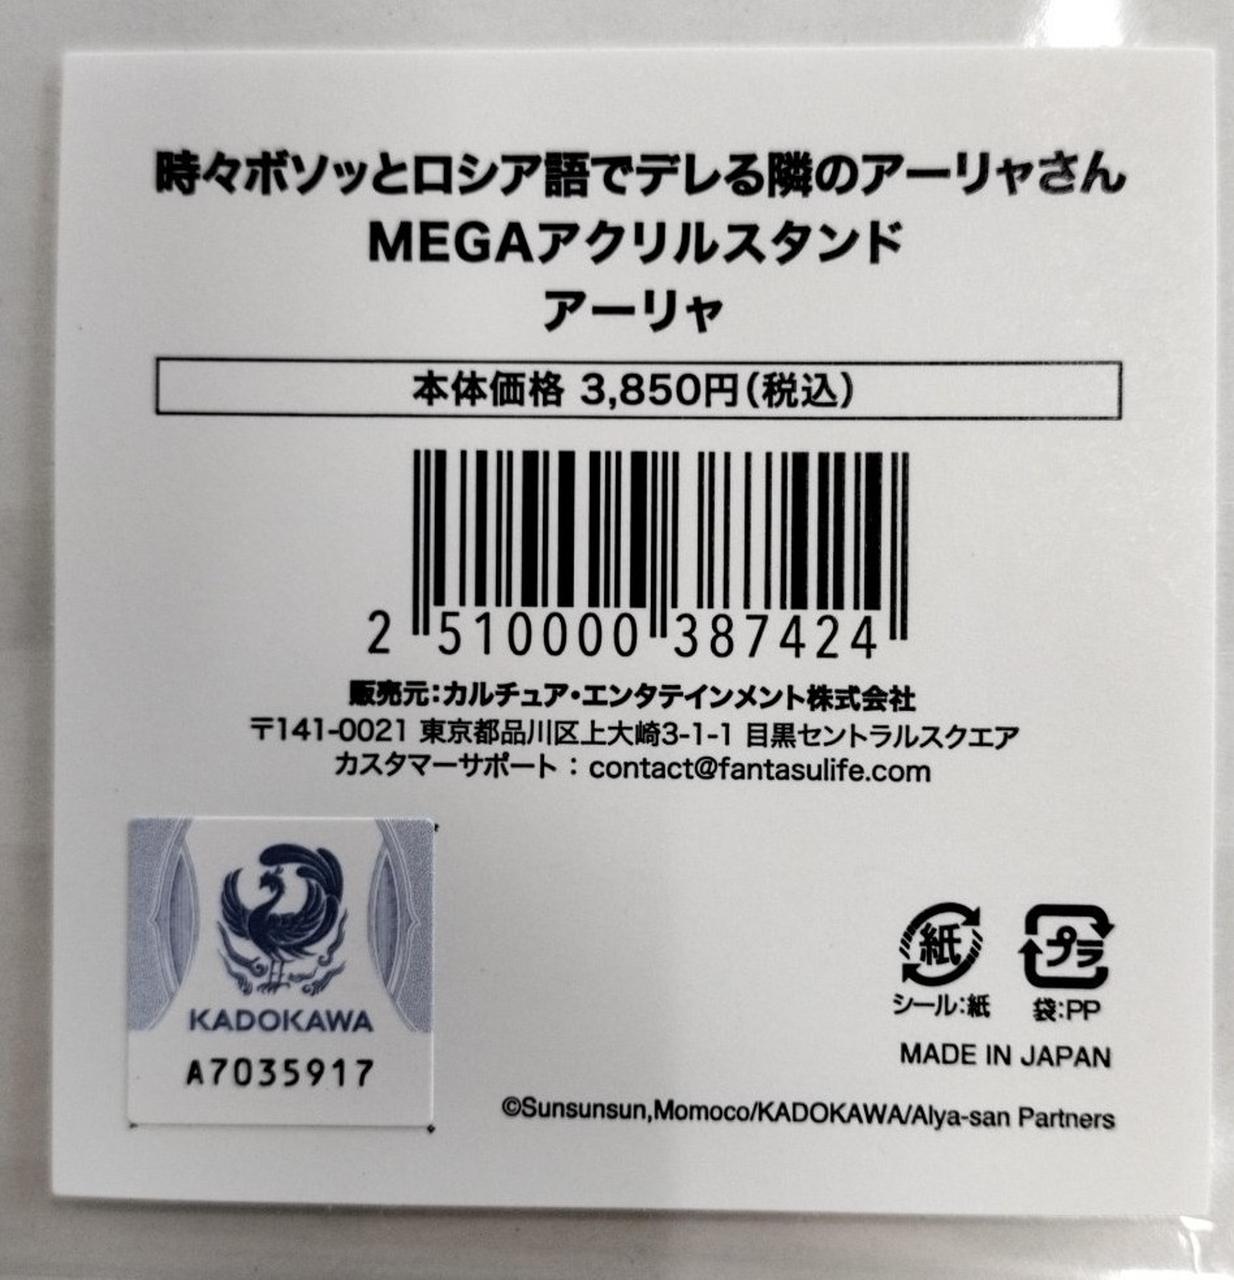 時々ボソッとロシア語でデレる隣のアーリャさん
MEGAアクリルスタンド
アーリャ
本体価格 3,850円(税込)
2 510000 387424
販売元:カルチュア・エンタテインメント株式会社
〒141-0021 東京都品川区上大崎3-1-1 目黒セントラルスクエア
カスタマーサポート : contact@fantasulife.com
KADOKAWA
A7035917
紙
プラ
シール:紙
袋:PP
MADE IN JAPAN
©Sunsunsun,Momoco/KADOKAWA/Alya-san Partners